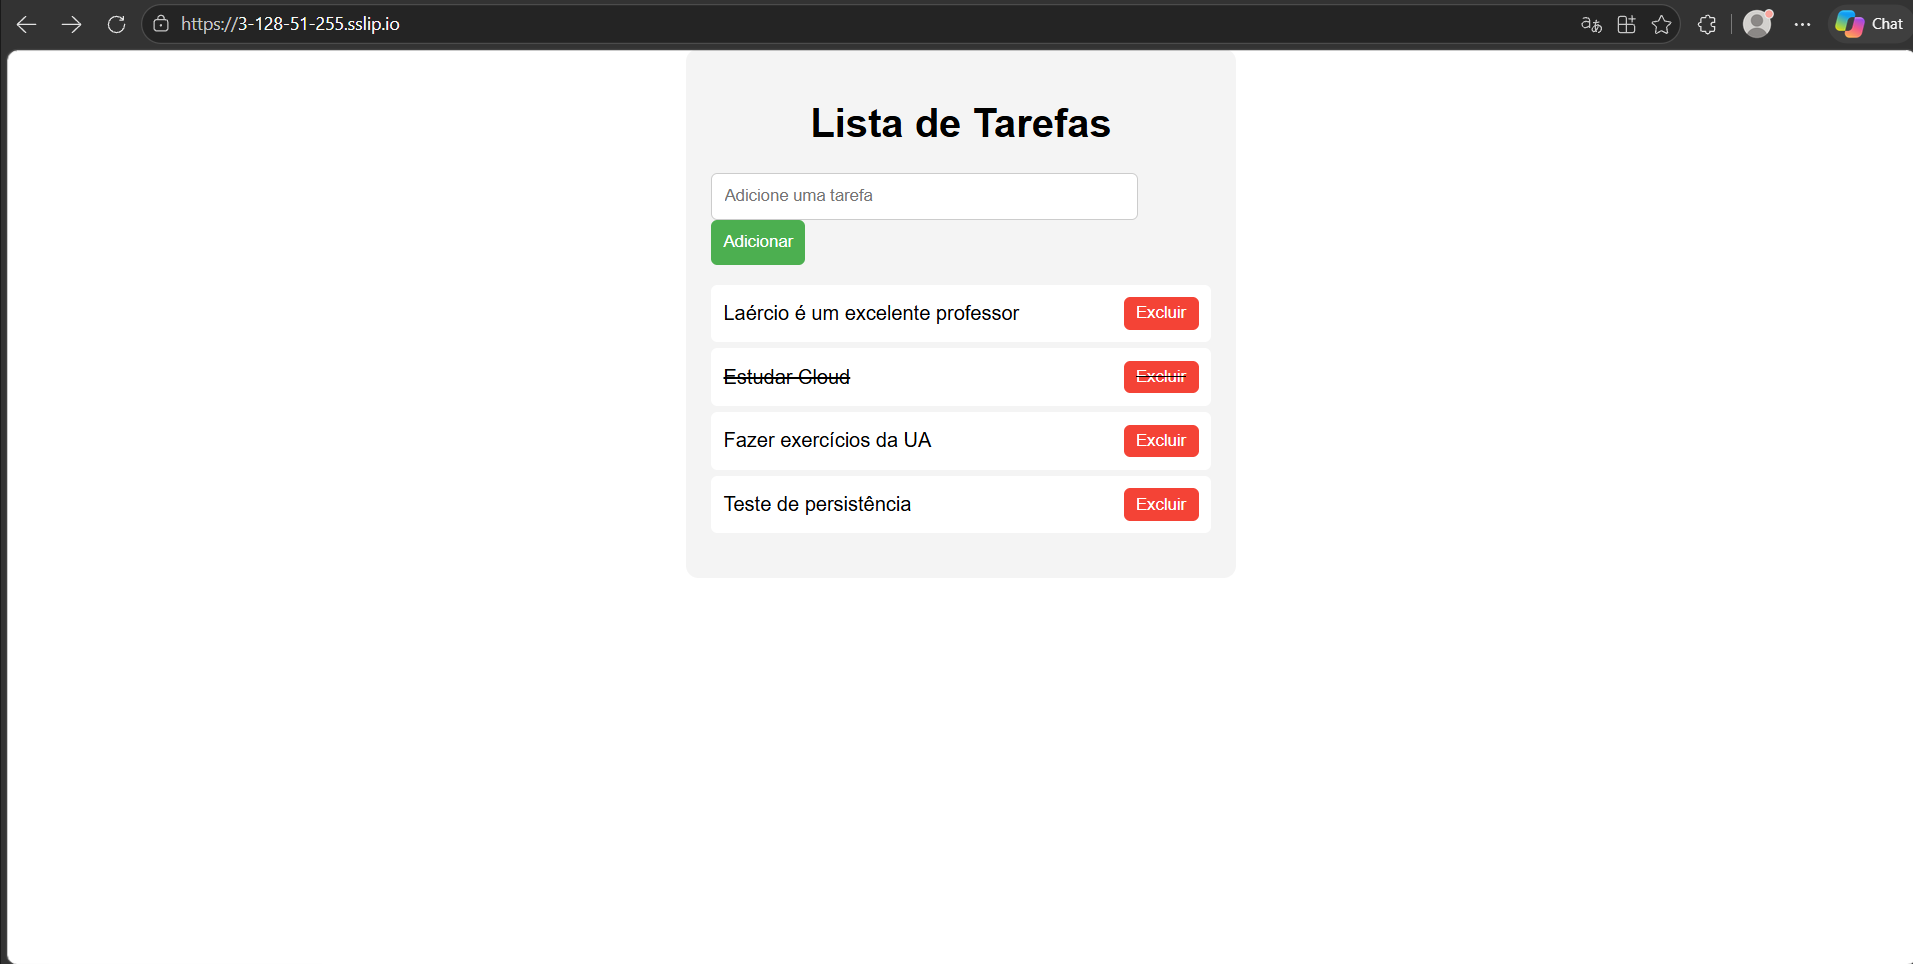 https://3-128-51-255.sslip.io
Chat
Lista de Tarefas
Adicione uma tarefa
Adicionar
Laércio é um excelente professor
Excluir
Estudar Cloud
Excluir
Fazer exercícios da UA
Excluir
Teste de persistência
Excluir